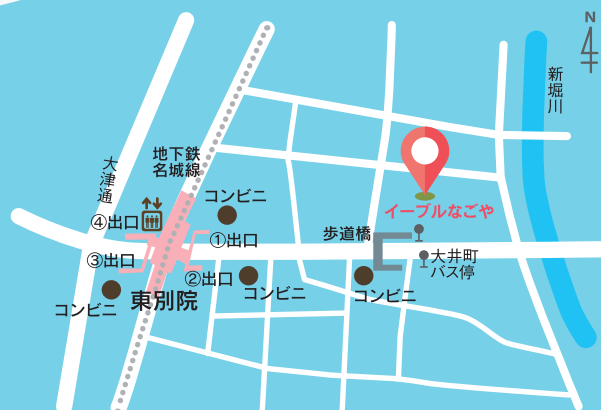 N
新堀川
大津通
地下鉄
名城線
コンビニ
イーブルなごや
④出口
①出口
歩道橋
③出口
②出口
大井町
バス停
コンビニ
コンビニ
コンビニ
東別院